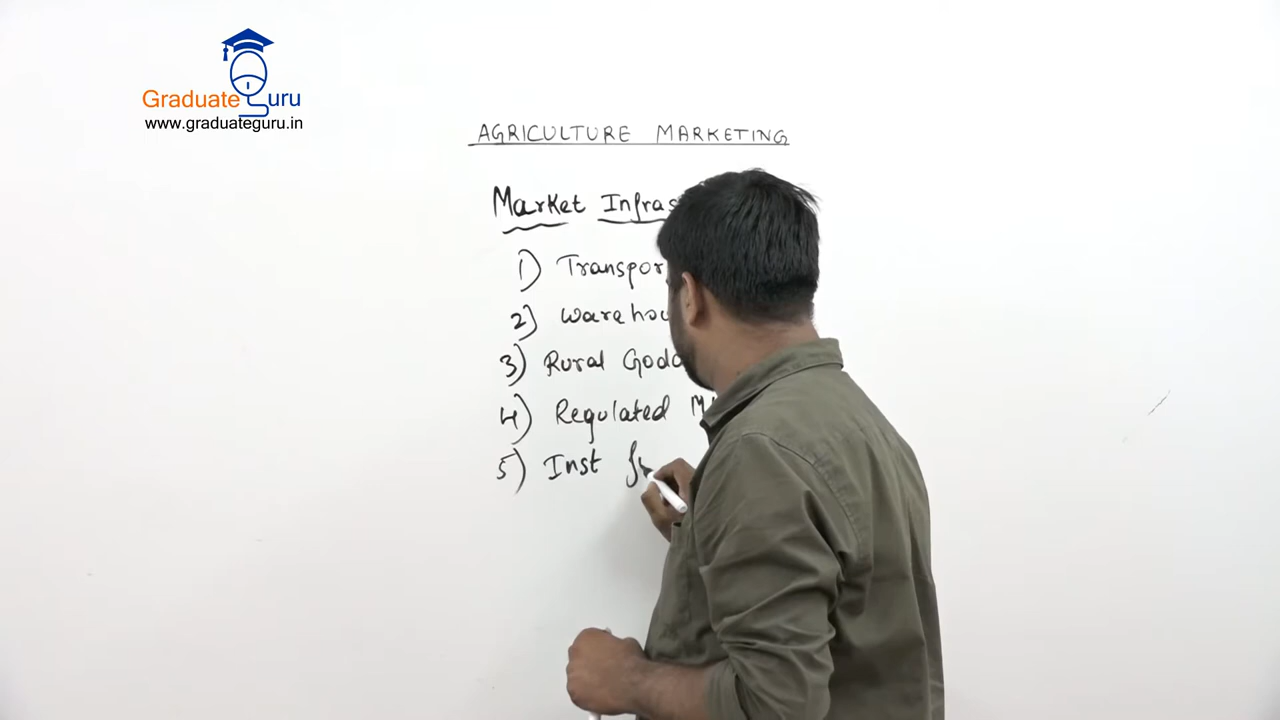 Graduate Guru
www.graduateguru.in
AGRICULTURE MARKETING
Market Infras
1) Transpor
2) Warehou
3) Rural Godo
4) Regulated M
5) Inst